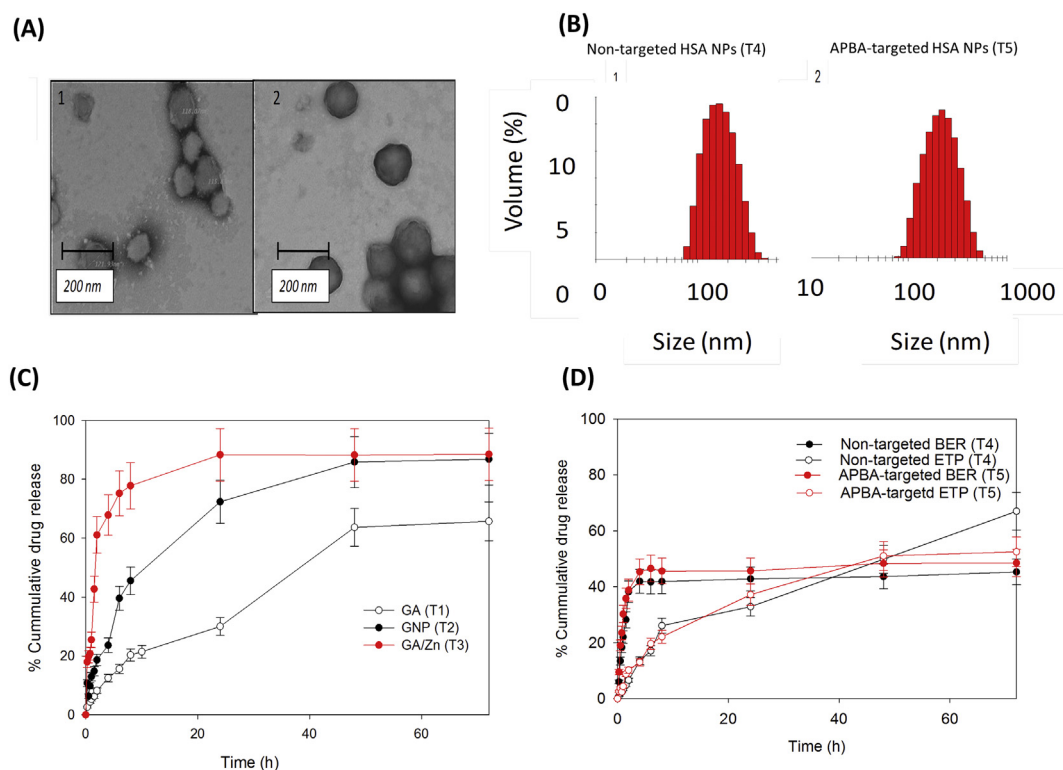 (A)
1
200 nm
2
200 nm
(B)
Non-targeted HSA NPs (T4)
1
APBA-targeted HSA NPs (T5)
2
Volume (%)
0
10
5
0
0
100
10
100
1000
Size (nm)
Size (nm)
(C)
% Cummulative drug release
100
80
60
40
20
0
GA (T1)
GNP (T2)
GA/Zn (T3)
0
20
40
60
Time (h)
(D)
% Cummulative drug release
100
80
60
40
20
0
Non-targeted BER (T4)
Non-targeted ETP (T4)
APBA-targeted BER (T5)
APBA-targetd ETP (T5)
0
20
40
60
Time (h)